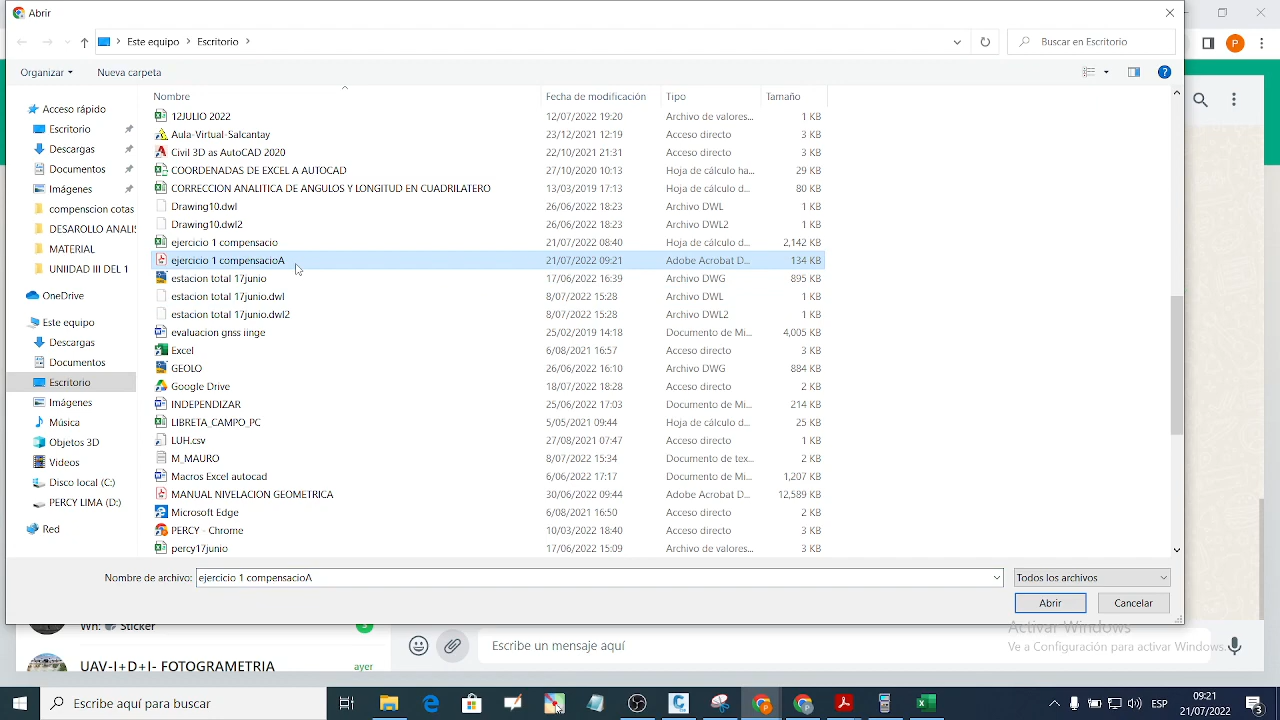 Abrir
Este equipo > Escritorio >
Buscar en Escritorio
P
Organizar
Nueva carpeta
?
Nombre Fecha de modificación Tipo Tamaño
12JULIO 2022 12/07/2022 19:20 Archivo de valores... 1 KB
Aula-Virtual-Salcantay 23/12/2021 12:19 Acceso directo 3 KB
Civil 3D as AutoCAD 2020 22/10/2021 21:31 Acceso directo 3 KB
COORDENADAS DE EXCEL A AUTOCAD 27/10/2020 10:13 Hoja de cálculo ha... 29 KB
CORRECCION ANALITICA DE ANGULOS Y LONGITUD EN CUADRILATERO 13/03/2019 17:13 Hoja de cálculo d... 80 KB
Drawing10.dwl 26/06/2022 18:23 Archivo DWL 1 KB
Drawing10.dwl2 26/06/2022 18:23 Archivo DWL2 1 KB
ejercicio 1 compensacio 21/07/2022 08:40 Hoja de cálculo d... 2,142 KB
ejercicio 1 compensacioA 21/07/2022 09:21 Adobe Acrobat D... 134 KB
estacion total 17junio 17/06/2022 16:39 Archivo DWG 895 KB
estacion total 17junio.dwl 8/07/2022 15:28 Archivo DWL 1 KB
estacion total 17junio.dwl2 8/07/2022 15:28 Archivo DWL2 1 KB
evaluacion gnss iinge 25/02/2019 14:18 Documento de Mi... 4,005 KB
Excel 6/08/2021 16:57 Acceso directo 3 KB
GEOLO 26/06/2022 16:10 Archivo DWG 884 KB
Google Drive 18/07/2022 18:28 Acceso directo 2 KB
INDEPENDIZAR 25/06/2022 17:03 Documento de Mi... 214 KB
LIBRETA_CAMPO_PC 5/05/2021 09:44 Hoja de cálculo d... 25 KB
LUH.csv 27/08/2021 07:47 Acceso directo 1 KB
M_MAURO 8/07/2022 15:34 Documento de tex... 2 KB
Macros Excel autocad 6/06/2022 17:17 Documento de Mi... 1,207 KB
MANUAL NIVELACION GEOMETRICA 30/06/2022 09:44 Adobe Acrobat D... 12,589 KB
Microsoft Edge 6/08/2021 16:50 Acceso directo 2 KB
PERCY - Chrome 10/03/2022 18:40 Acceso directo 3 KB
percy17junio 17/06/2022 15:09 Archivo de valores... 3 KB
Acceso rápido
Escritorio
Descargas
Documentos
Imágenes
compenscion cotas
DESAROLLO ANALIS
MATERIAL
UNIIDAD III DEL 1
OneDrive
Este equipo
Descargas
Documentos
Escritorio
Imágenes
Música
Objetos 3D
Videos
Disco local (C:)
PERCY LIMA (D:)
Red
Nombre de archivo: ejercicio 1 compensacioA
Todos los archivos
Abrir
Cancelar
Sticker
UAV-I+D+I- FOTOGRAMETRIA
ayer
Escribe un mensaje aquí
Activar Windows
Ve a Configuración para activar Windows.
Escribe aquí para buscar
ESP
09:21
21/07/2022
3